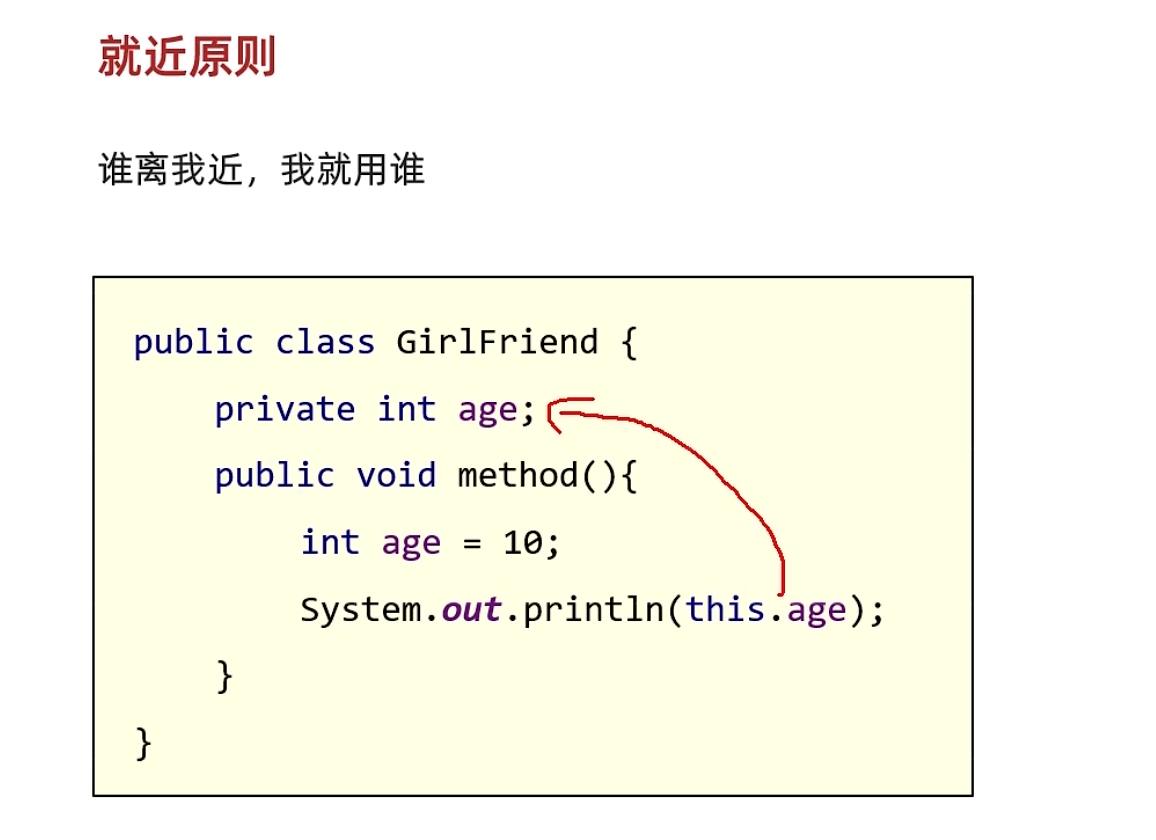 就近原则
谁离我近，我就用谁
public class GirlFriend {
private int age;
public void method(){
int age = 10;
System.out.println(this.age);
}
}